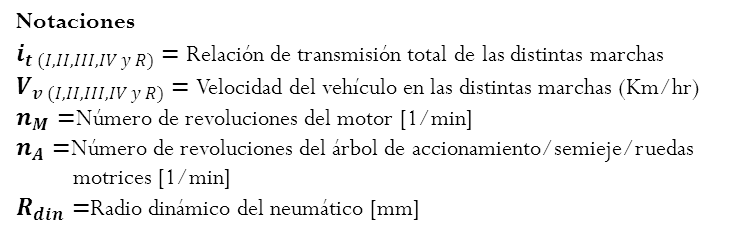 Notaciones
i_t (I,II,III,IV y R) = Relación de transmisión total de las distintas marchas
V_v (I,II,III,IV y R) = Velocidad del vehículo en las distintas marchas (Km/hr)
n_M =Número de revoluciones del motor [1/min]
n_A =Número de revoluciones del árbol de accionamiento/semieje/ruedas
motrices [1/min]
R_din =Radio dinámico del neumático [mm]